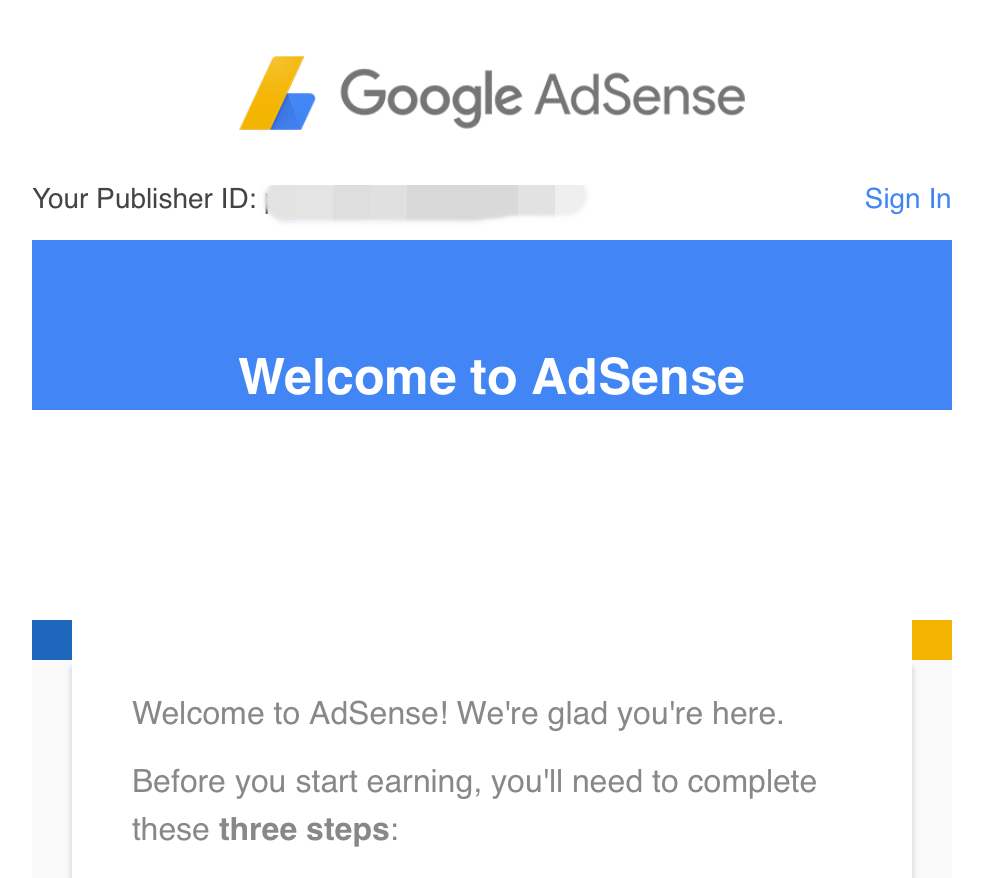 Google AdSense
Your Publisher ID:
Sign In
Welcome to AdSense
Welcome to AdSense! We're glad you're here.
Before you start earning, you'll need to complete
these three steps: